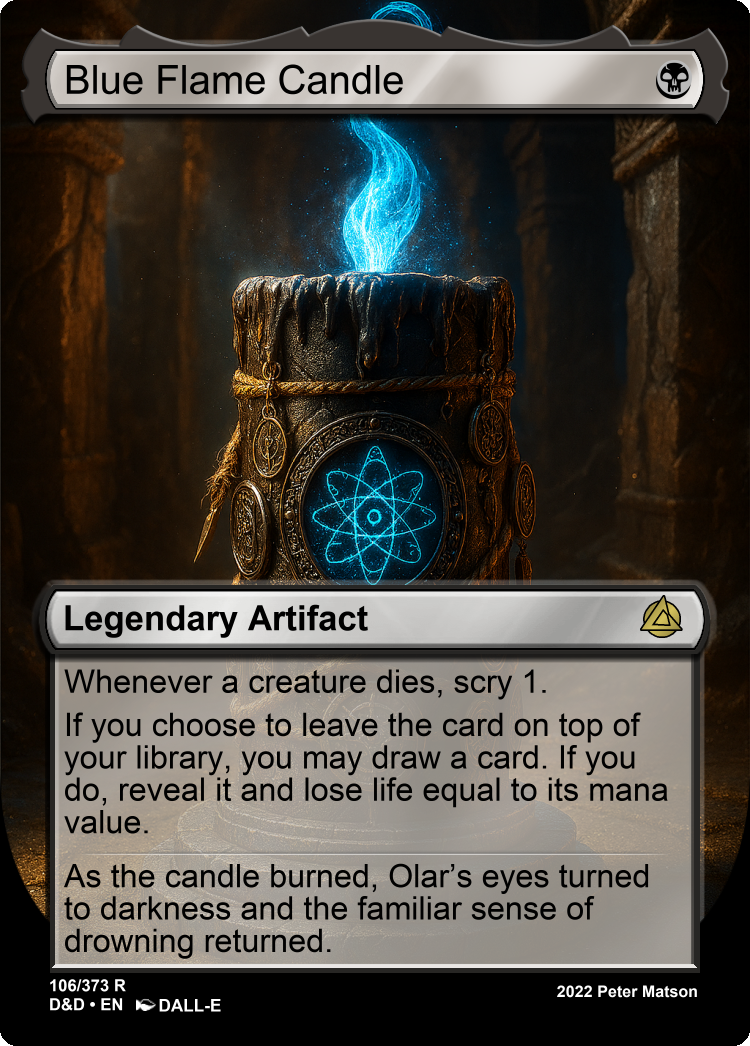 Blue Flame Candle
Legendary Artifact
Whenever a creature dies, scry 1.
If you choose to leave the card on top of
your library, you may draw a card. If you
do, reveal it and lose life equal to its mana
value.
As the candle burned, Olar’s eyes turned
to darkness and the familiar sense of
drowning returned.
106/373 R
D&D • EN DALL-E
2022 Peter Matson